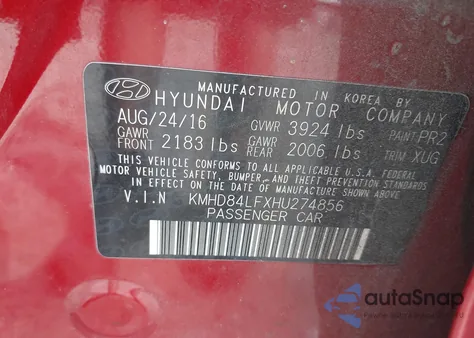 MANUFACTURED IN KOREA BY
HYUNDAI MOTOR COMPANY
AUG/24/16 GVWR 3924 lbs PAINT PR2
GAWR FRONT 2183 lbs GAWR REAR 2006 lbs TRIM XUG
THIS VEHICLE CONFORMS TO ALL APPLICABLE U.S.A. FEDERAL
MOTOR VEHICLE SAFETY, BUMPER, AND THEFT PREVENTION STANDARDS
IN EFFECT ON THE DATE OF MANUFACTURE SHOWN ABOVE
V.I.N KMHD84LFXHU274856
PASSENGER CAR
autoSnap